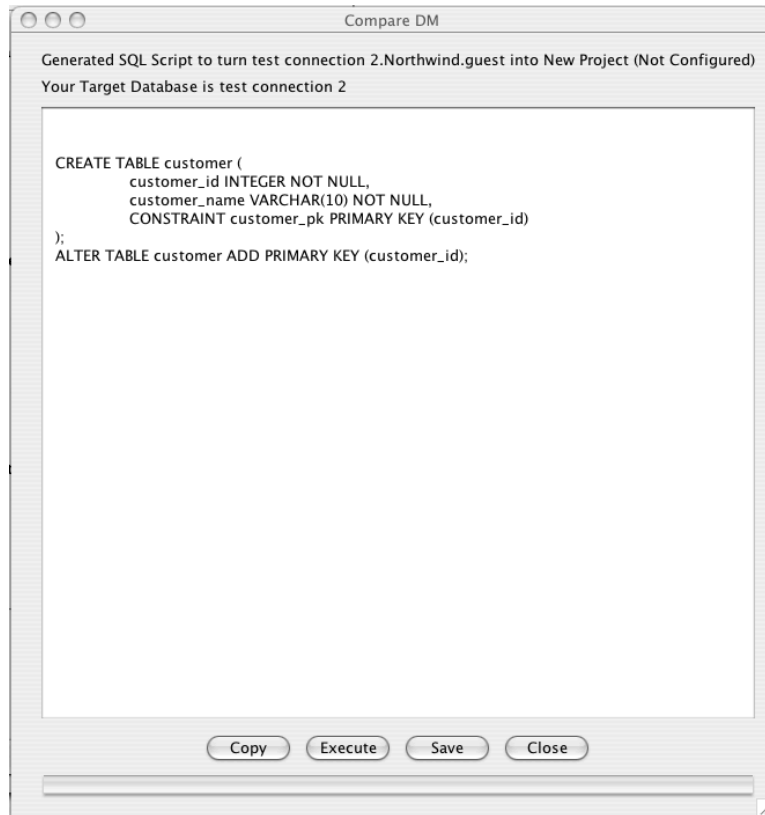 Compare DM
Generated SQL Script to turn test connection 2.Northwind.guest into New Project (Not Configured)
Your Target Database is test connection 2
CREATE TABLE customer (
customer_id INTEGER NOT NULL,
customer_name VARCHAR(10) NOT NULL,
CONSTRAINT customer_pk PRIMARY KEY (customer_id)
);
ALTER TABLE customer ADD PRIMARY KEY (customer_id);
Copy Execute Save Close